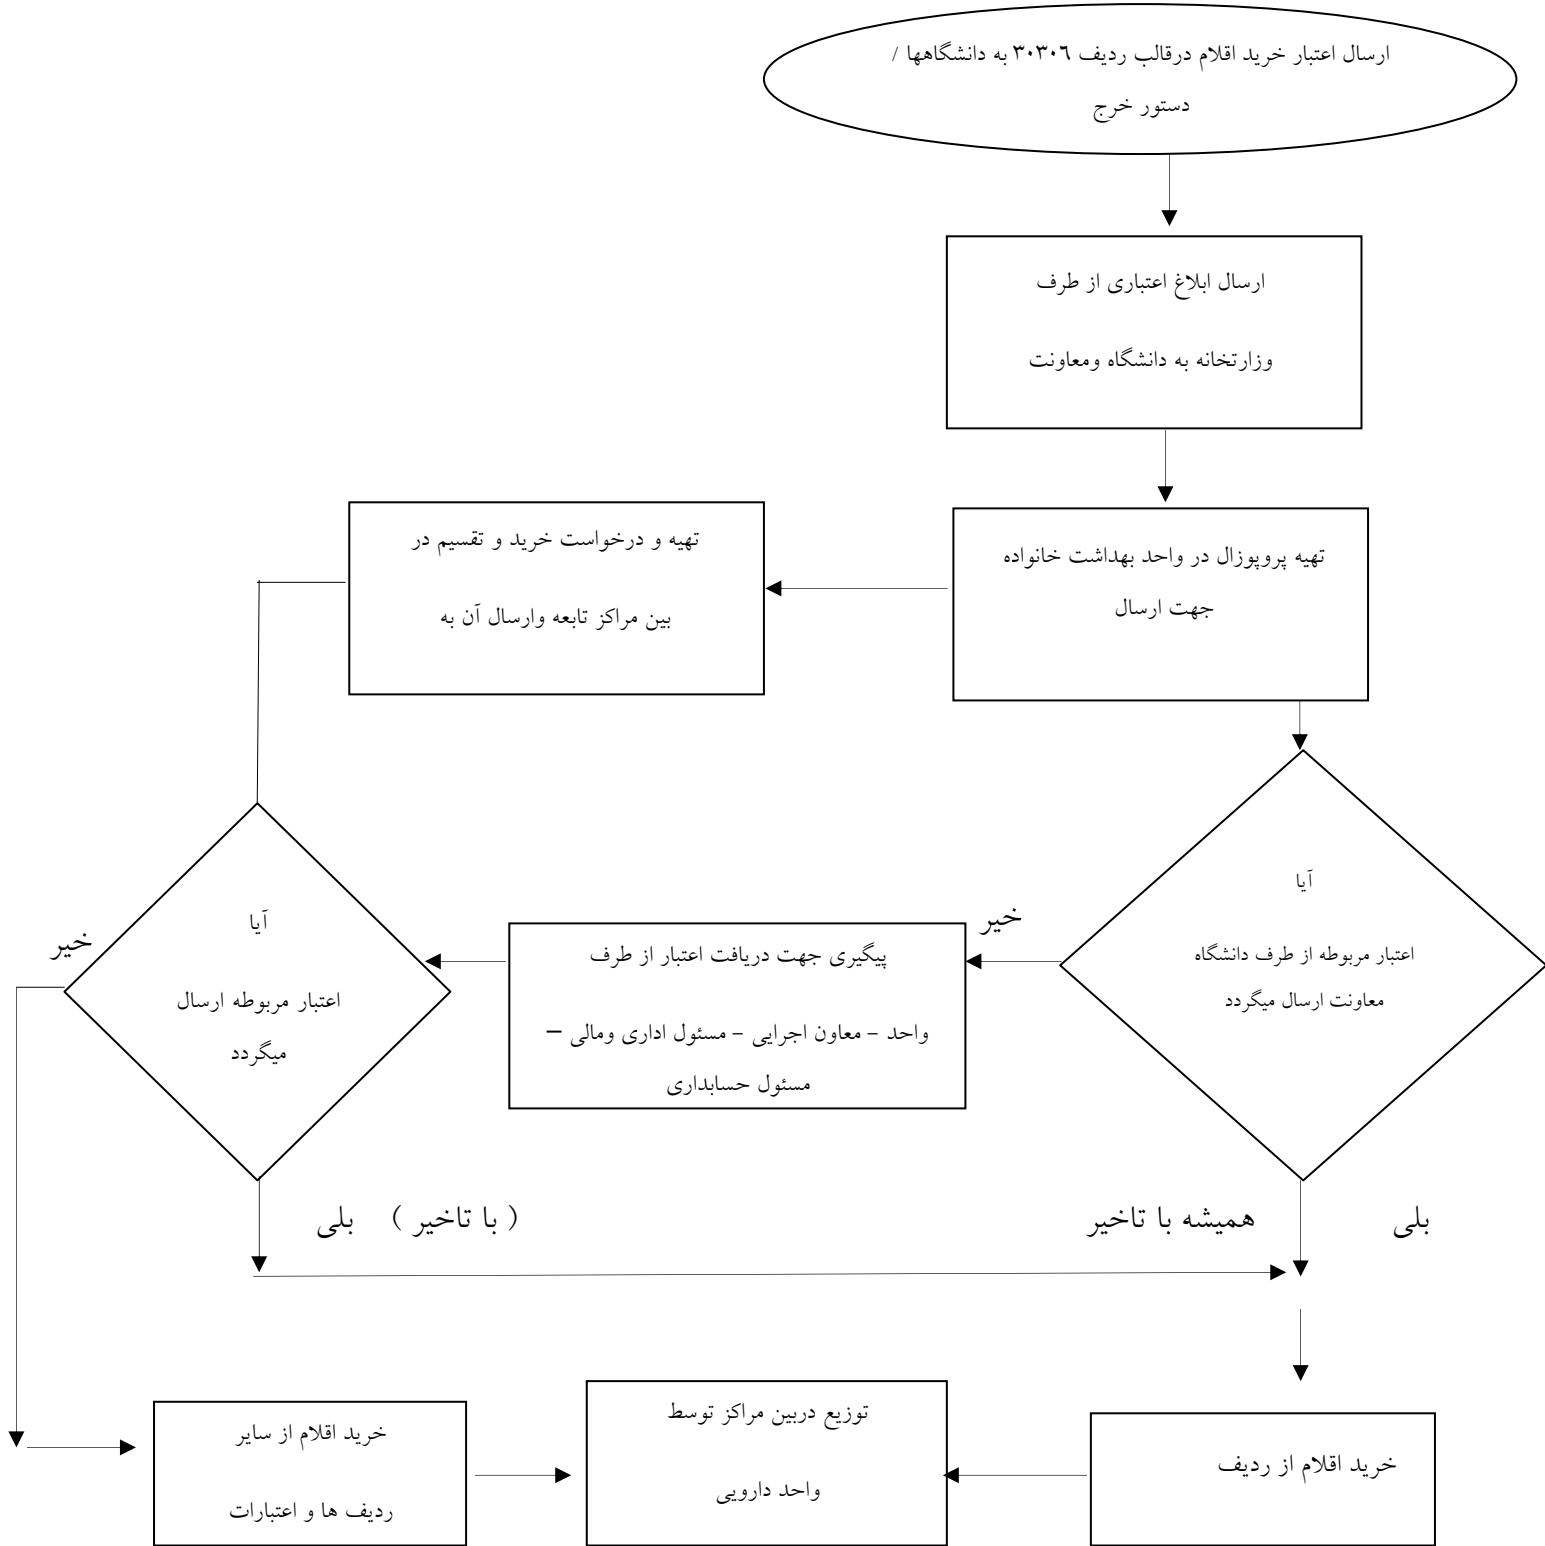 ارسال اعتبار خرید اقلام درقالب ردیف ۳۰۳۰٦ به دانشگاهها /
دستور خرج
ارسال ابلاغ اعتباری از طرف
وزارتخانه به دانشگاه ومعاونت
تهیه پروپوزال در واحد بهداشت خانواده
جهت ارسال
تهیه و درخواست خرید و تقسیم در
بین مراکز تابعه وارسال آن به
آیا
اعتبار مربوطه از طرف دانشگاه
معاونت ارسال میگردد
خیر
پیگیری جهت دریافت اعتبار از طرف
واحد – معاون اجرایی – مسئول اداری ومالی –
مسئول حسابداری
آیا
اعتبار مربوطه ارسال
میگردد
خیر
بلی
همیشه با تاخیر
( با تاخیر ) بلی
خرید اقلام از ردیف
توزیع دربین مراکز توسط
واحد دارویی
خرید اقلام از سایر
ردیف ها و اعتبارات